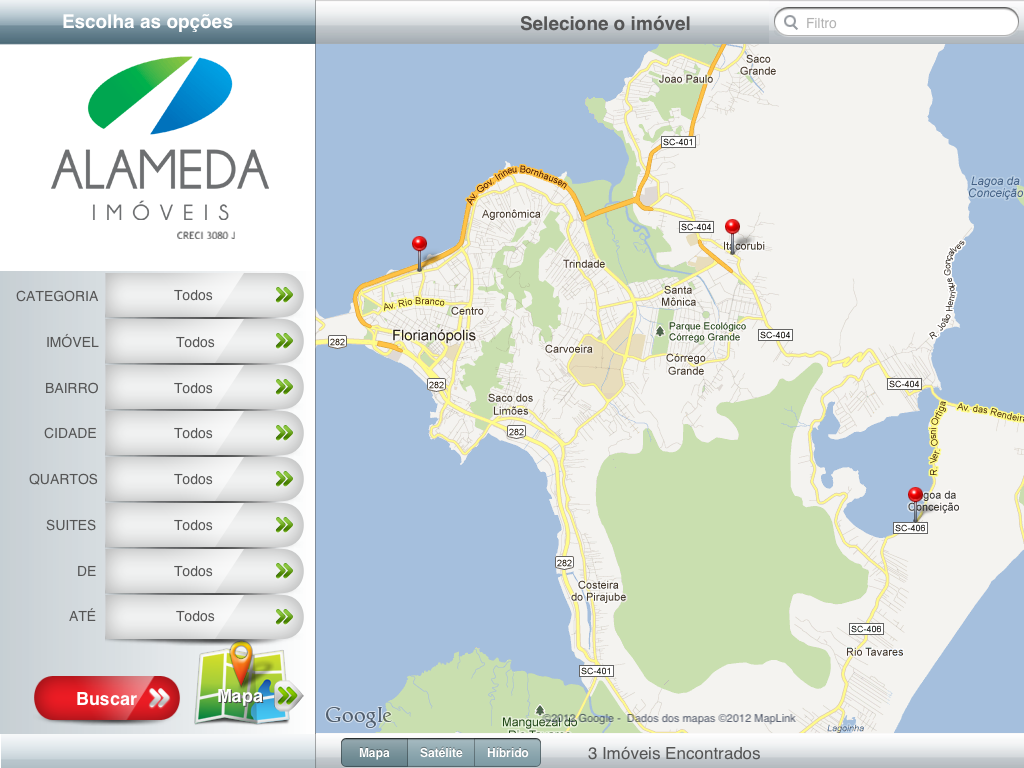 Escolha as opções
Selecione o imóvel
Filtro
ALAMEDA
IMÓVEIS
CRECI 3080 J
CATEGORIA Todos
IMÓVEL Todos
BAIRRO Todos
CIDADE Todos
QUARTOS Todos
SUITES Todos
DE Todos
ATÉ Todos
Buscar
Mapa
Saco
Grande
Joao Paulo
SC-401
Lagoa da
Conceição
Av. Gov. Irineu Bornhausen
Agronômica
SC-404
Itacorubi
Trindade
R. João Henrique Gonçalves
Santa
Mônica
Av. Rio Branco
Centro
Parque Ecológico
Córrego Grande
SC-404
Florianópolis
282
Carvoeira
Córrego
Grande
282
SC-404
Saco dos
Limões
Av. das Rendeira
282
R. Ver. Osni Ortiga
Lagoa da
Conceição
SC-406
282
Costeira
do Pirajube
SC-406
Rio Tavares
SC-401
Google
Manguezal do
Rio Tavares
©2012 Google - Dados dos mapas ©2012 MapLink
Lagoinha
Mapa
Satélite
Híbrido
3 Imóveis Encontrados